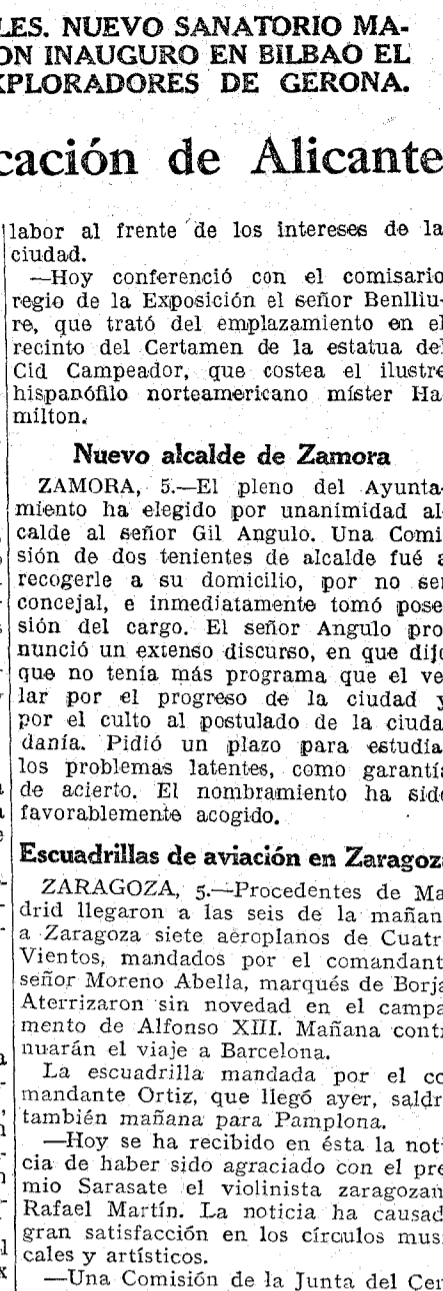 LES. NUEVO SANATORIO MA-
ON INAUGURO EN BILBAO EL
XPLORADORES DE GERONA.
cación de Alicante
labor al frente de los intereses de la
ciudad.
—Hoy conferenció con el comisario
regio de la Exposición el señor Benlliu-
re, que trató del emplazamiento en el
recinto del Certamen de la estatua del
Cid Campeador, que costea el ilustre
hispanófilo norteamericano míster Ha
milton.
Nuevo alcalde de Zamora
ZAMORA, 5.—El pleno del Ayunta-
miento ha elegido por unanimidad al-
calde al señor Gil Angulo. Una Comi
sión de dos tenientes de alcalde fué a
recogerle a su domicilio, por no ser
concejal, e inmediatamente tomó pose
sión del cargo. El señor Angulo pro
nunció un extenso discurso, en que dijo
que no tenía más programa que el ve
lar por el progreso de la ciudad y
por el culto al postulado de la ciuda
danía. Pidió un plazo para estudia
los problemas latentes, como garantía
de acierto. El nombramiento ha sido
favorablemente acogido.
Escuadrillas de aviación en Zaragoza
ZARAGOZA, 5.—Procedentes de Ma
drid llegaron a las seis de la mañan
a Zaragoza siete aeroplanos de Cuatr
Vientos, mandados por el comandant
señor Moreno Abella, marqués de Borja
Aterrizaron sin novedad en el campa
mento de Alfonso XIII. Mañana conti
nuarán el viaje a Barcelona.
La escuadrilla mandada por el co
mandante Ortiz, que llegó ayer, saldr
también mañana para Pamplona.
—Hoy se ha recibido en ésta la noti
cia de haber sido agraciado con el pre
mio Sarasate el violinista zaragozan
Rafael Martín. La noticia ha causad
gran satisfacción en los círculos musi
cales y artísticos.
—Una Comisión de la Junta del Cen